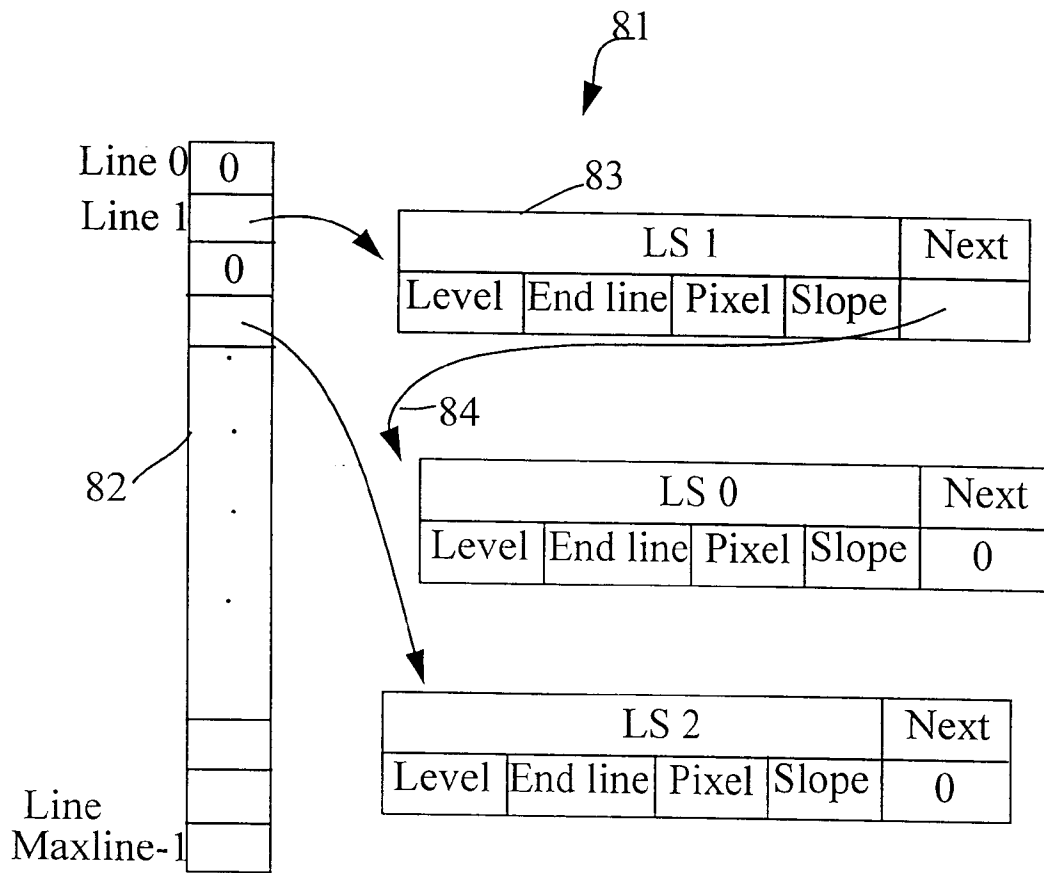 81
Line 0 0
Line 1
0
83
LS 1 Next
Level End line Pixel Slope
84
82
LS 0 Next
Level End line Pixel Slope 0
LS 2 Next
Level End line Pixel Slope 0
Line
Maxline-1